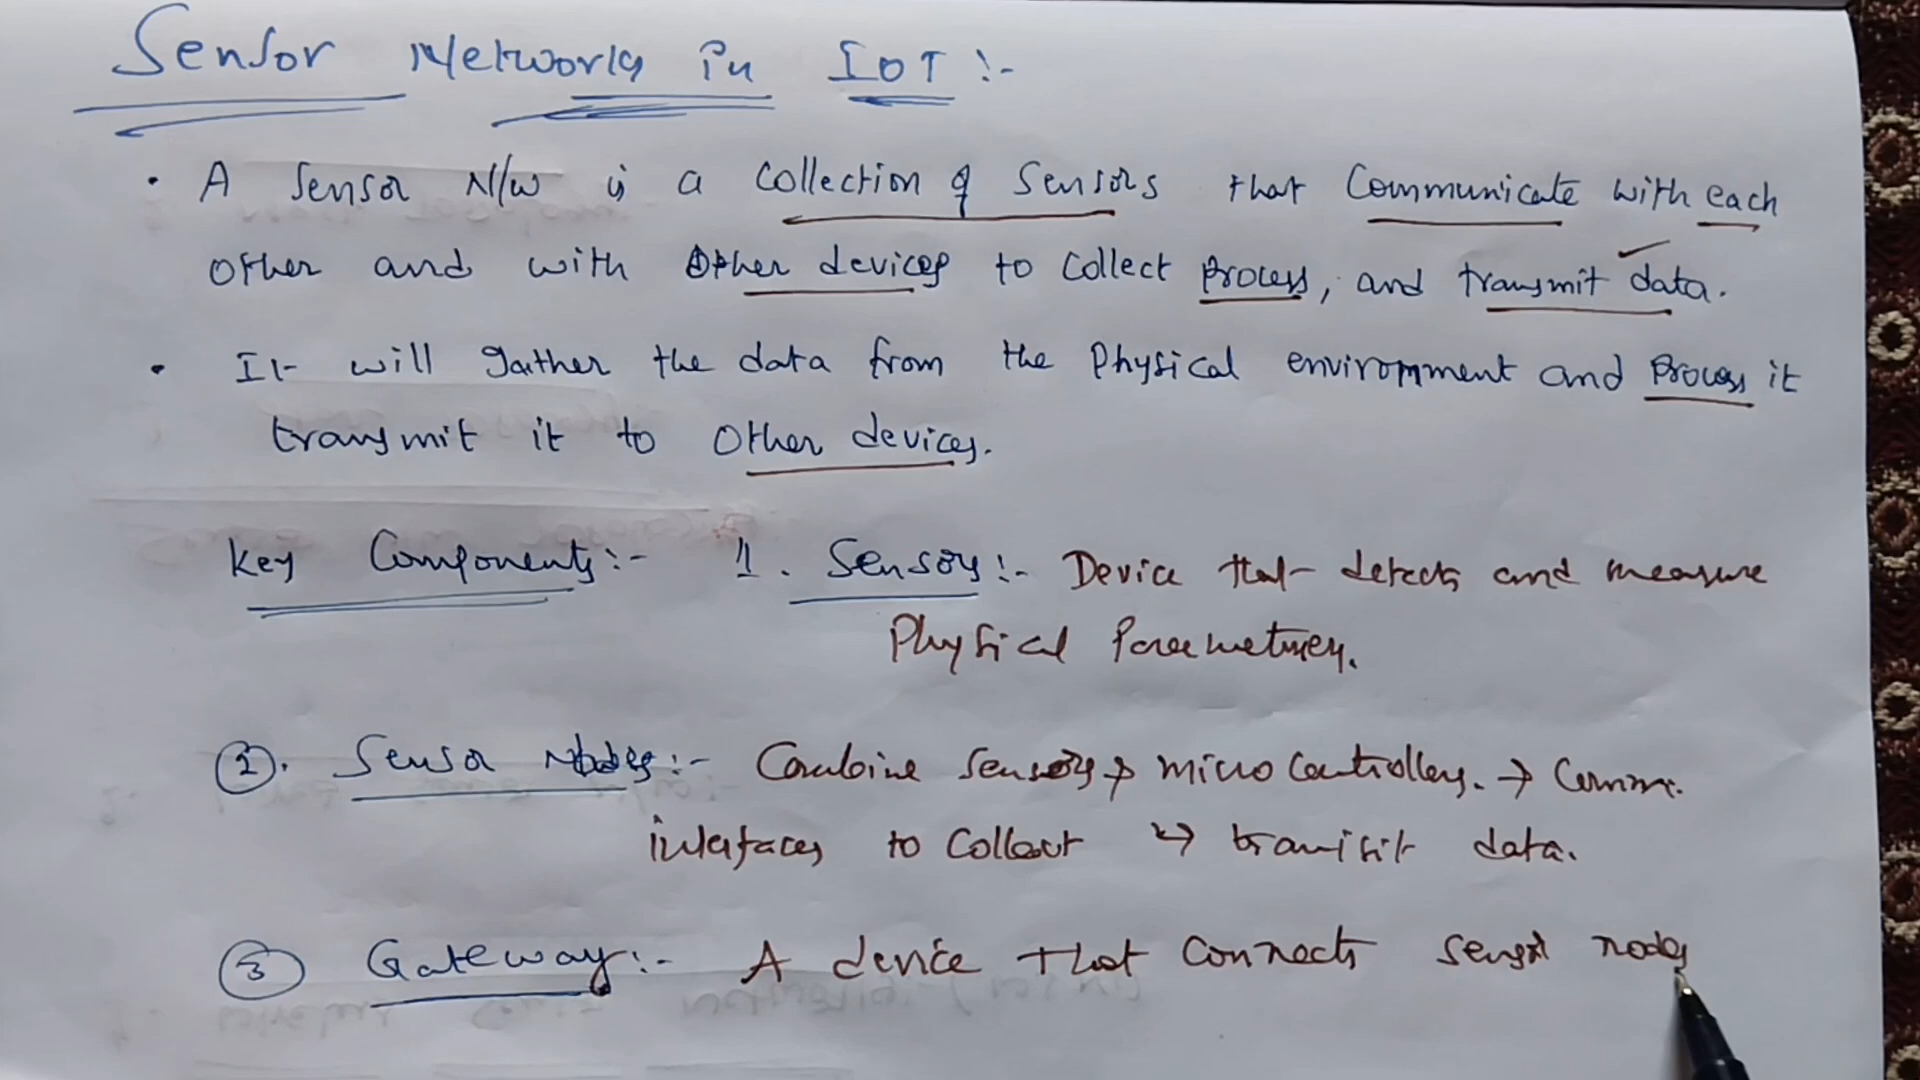 Sensor Networks in IOT :-
• A Sensor N/w is a Collection of Sensors that Communicate with each
other and with Other devices to Collect Process, and transmit data.
• It will gather the data from the Physical environment and Process it
transmit it to Other devices.
Key Components:- 1. Sensors:- Device that detects and measure
Physical Parameters.
②. Sensor Nodes:- Combine Sensors → micro Controllers. → Comm.
interfaces to Collect → transmit data.
③ Gateway:- A device that Connects Sensor nodes